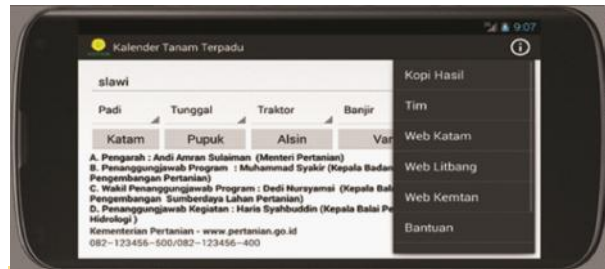 9:07
Kalender Tanam Terpadu
slawi
Padi Tunggal Traktor Banjir
Katam Pupuk Alsin Var
A. Pengarah : Andi Amran Sulaiman (Menteri Pertanian)
B. Penanggungjawab Program : Muhammad Syakir (Kepala Badan
Pengembangan Pertanian)
C. Wakil Penanggungjawab Program : Dedi Nursyamsi (Kepala Bal
Pengembangan Sumberdaya Lahan Pertanian)
D. Penanggungjawab Kegiatan : Haris Syahbuddin (Kepala Balai Pe
Hidrologi )
Kementerian Pertanian - www.pertanian.go.id
082-123456-500/082-123456-400
Kopi Hasil
Tim
Web Katam
Web Litbang
Web Kemtan
Bantuan